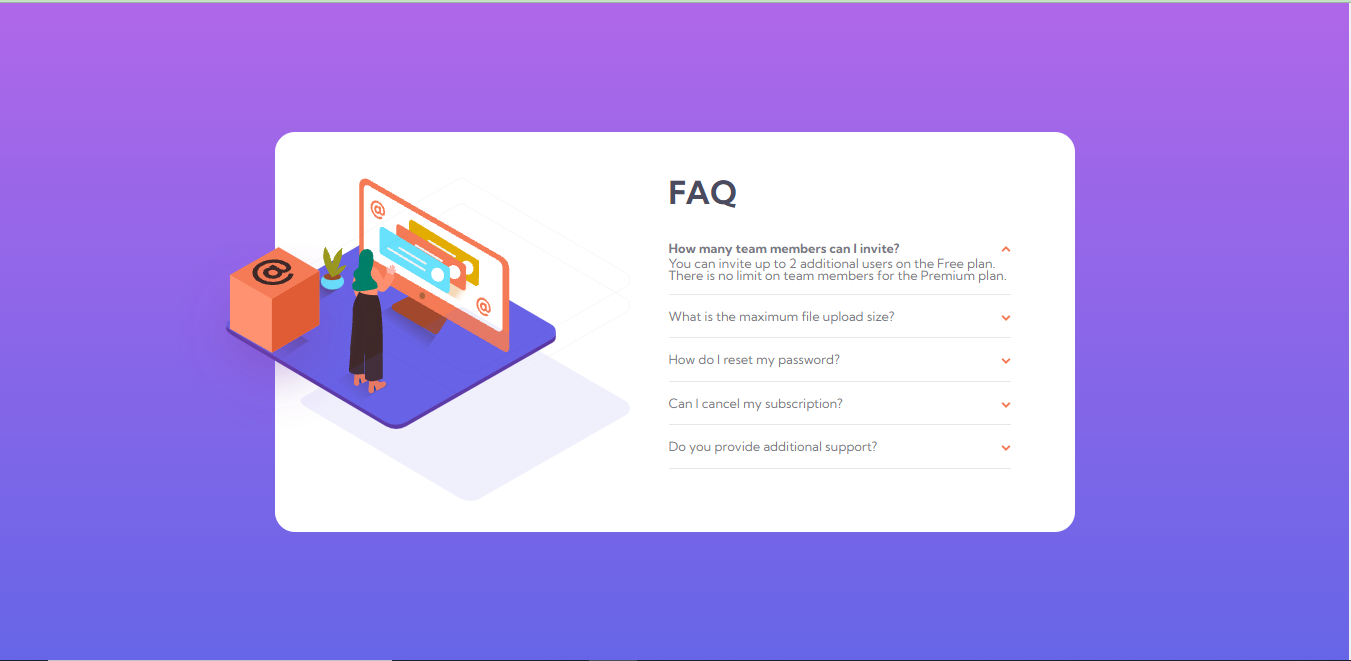 FAQ
How many team members can I invite?
You can invite up to 2 additional users on the Free plan.
There is no limit on team members for the Premium plan.
What is the maximum file upload size?
How do I reset my password?
Can I cancel my subscription?
Do you provide additional support?